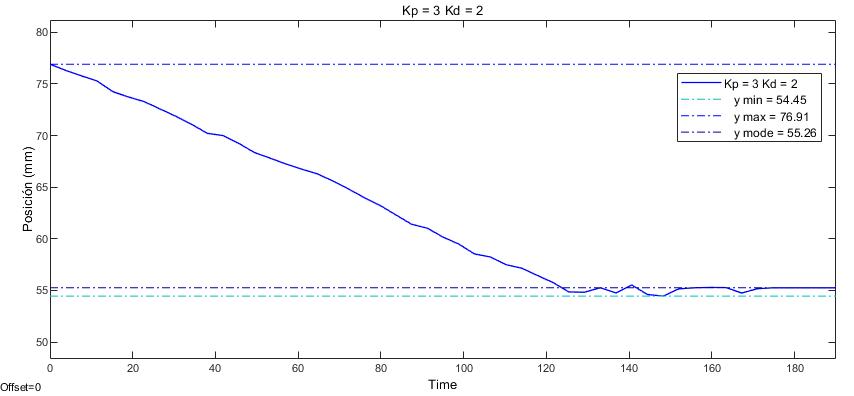 Kp = 3 Kd = 2
80
75
70
65
60
55
50
Posición (mm)
Kp = 3 Kd = 2
y min = 54.45
y max = 76.91
y mode = 55.26
0 20 40 60 80 100 120 140 160 180
Time
Offset=0